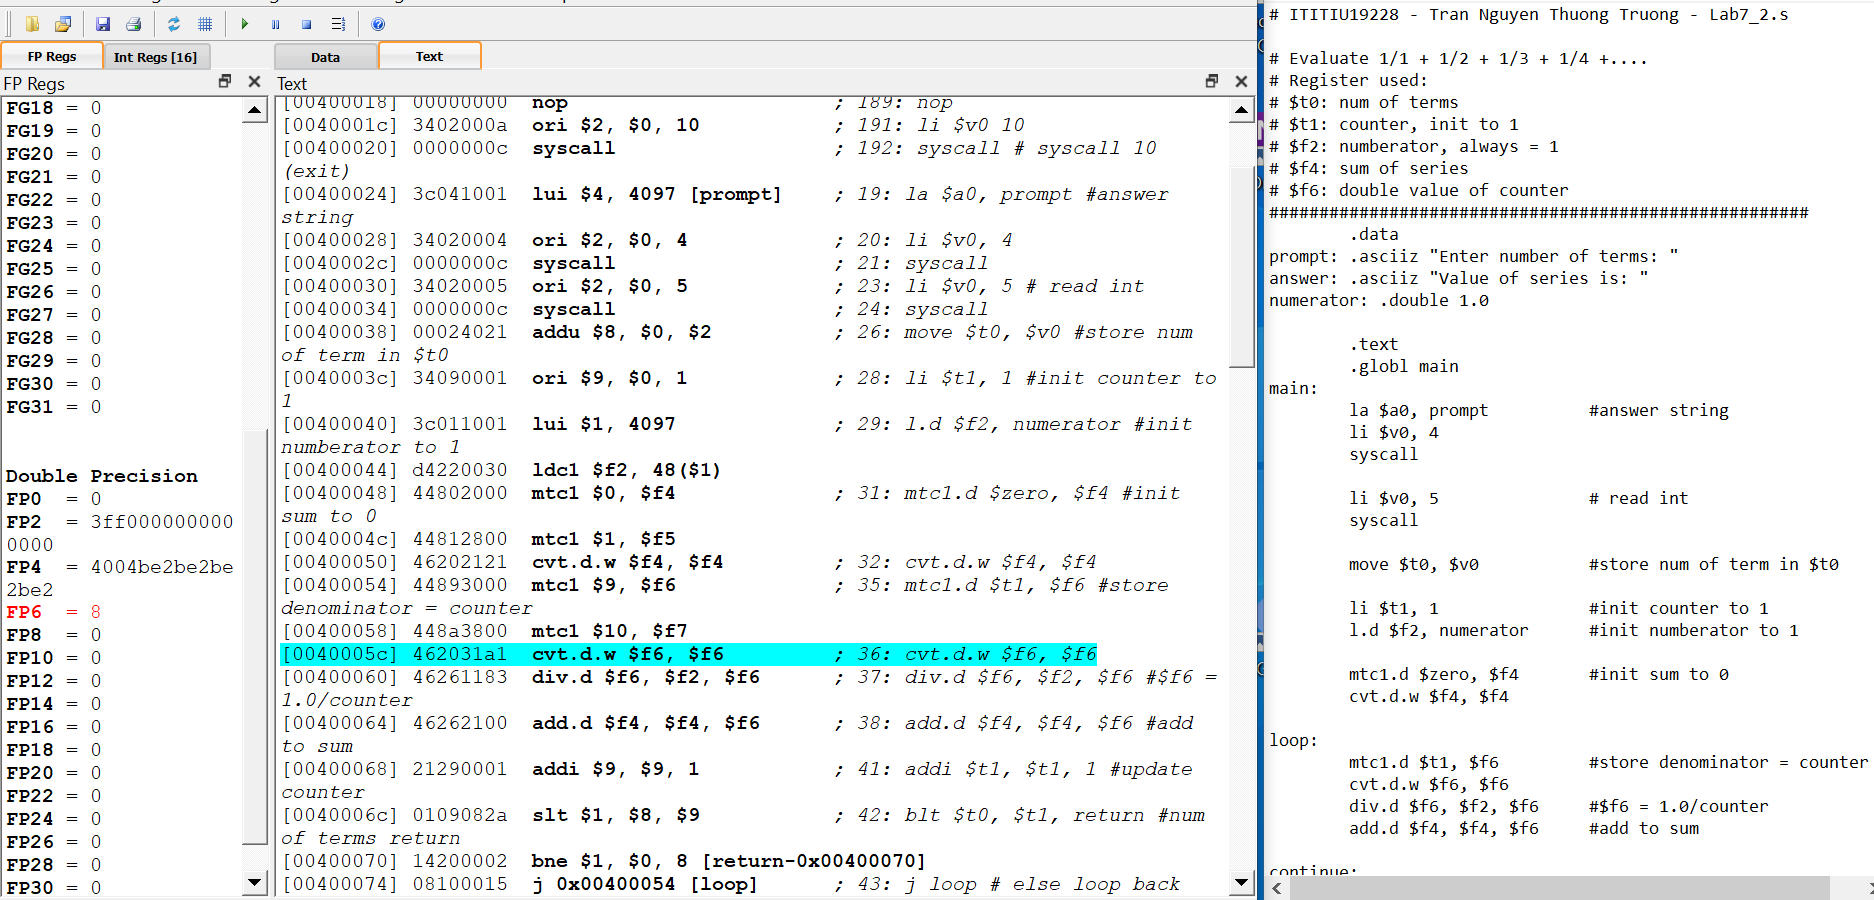 FP Regs
Int Regs [16]
Data
Text
FP Regs
FG18 = 0
FG19 = 0
FG20 = 0
FG21 = 0
FG22 = 0
FG23 = 0
FG24 = 0
FG25 = 0
FG26 = 0
FG27 = 0
FG28 = 0
FG29 = 0
FG30 = 0
FG31 = 0
Double Precision
FP0 = 0
FP2 = 3ff000000000
0000
FP4 = 4004be2be2be
2be2
FP6 = 8
FP8 = 0
FP10 = 0
FP12 = 0
FP14 = 0
FP16 = 0
FP18 = 0
FP20 = 0
FP22 = 0
FP24 = 0
FP26 = 0
FP28 = 0
FP30 = 0
Text
[00400018] 00000000 nop ; 189: nop
[0040001c] 3402000a ori $2, $0, 10 ; 191: li $v0 10
[00400020] 0000000c syscall ; 192: syscall # syscall 10
(exit)
[00400024] 3c041001 lui $4, 4097 [prompt] ; 19: la $a0, prompt #answer
string
[00400028] 34020004 ori $2, $0, 4 ; 20: li $v0, 4
[0040002c] 0000000c syscall ; 21: syscall
[00400030] 34020005 ori $2, $0, 5 ; 23: li $v0, 5 # read int
[00400034] 0000000c syscall ; 24: syscall
[00400038] 00024021 addu $8, $0, $2 ; 26: move $t0, $v0 #store num
of term in $t0
[0040003c] 34090001 ori $9, $0, 1 ; 28: li $t1, 1 #init counter to
1
[00400040] 3c011001 lui $1, 4097 ; 29: l.d $f2, numerator #init
numberator to 1
[00400044] d4220030 ldc1 $f2, 48($1)
[00400048] 44802000 mtc1 $0, $f4 ; 31: mtc1.d $zero, $f4 #init
sum to 0
[0040004c] 44812800 mtc1 $1, $f5
[00400050] 46202121 cvt.d.w $f4, $f4 ; 32: cvt.d.w $f4, $f4
[00400054] 44893000 mtc1 $9, $f6 ; 35: mtc1.d $t1, $f6 #store
denominator = counter
[00400058] 448a3800 mtc1 $10, $f7
[0040005c] 462031a1 cvt.d.w $f6, $f6 ; 36: cvt.d.w $f6, $f6
[00400060] 46261183 div.d $f6, $f2, $f6 ; 37: div.d $f6, $f2, $f6 #$f6 =
1.0/counter
[00400064] 46262100 add.d $f4, $f4, $f6 ; 38: add.d $f4, $f4, $f6 #add
to sum
[00400068] 21290001 addi $9, $9, 1 ; 41: addi $t1, $t1, 1 #update
counter
[0040006c] 0109082a slt $1, $8, $9 ; 42: blt $t0, $t1, return #num
of terms return
[00400070] 14200002 bne $1, $0, 8 [return-0x00400070]
[00400074] 08100015 j 0x00400054 [loop] ; 43: j loop # else loop back
# ITITIU19228 - Tran Nguyen Thuong Truong - Lab7_2.s
# Evaluate 1/1 + 1/2 + 1/3 + 1/4 +....
# Register used:
# $t0: num of terms
# $t1: counter, init to 1
# $f2: numberator, always = 1
# $f4: sum of series
# $f6: double value of counter
######################################################
.data
prompt: .asciiz "Enter number of terms: "
answer: .asciiz "Value of series is: "
numerator: .double 1.0
.text
.globl main
main:
la $a0, prompt #answer string
li $v0, 4
syscall
li $v0, 5 # read int
syscall
move $t0, $v0 #store num of term in $t0
li $t1, 1 #init counter to 1
l.d $f2, numerator #init numberator to 1
mtc1.d $zero, $f4 #init sum to 0
cvt.d.w $f4, $f4
loop:
mtc1.d $t1, $f6 #store denominator = counter
cvt.d.w $f6, $f6
div.d $f6, $f2, $f6 #$f6 = 1.0/counter
add.d $f4, $f4, $f6 #add to sum
continue: